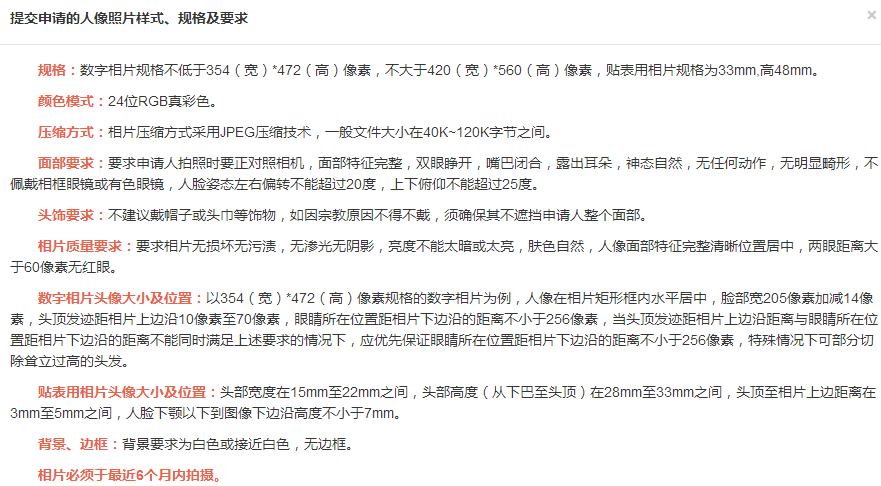 提交申请的人像照片样式、规格及要求
×
规格：数字相片规格不低于354（宽）*472（高）像素，不大于420（宽）*560（高）像素，贴表用相片规格为33mm,高48mm。
颜色模式：24位RGB真彩色。
压缩方式：相片压缩方式采用JPEG压缩技术，一般文件大小在40K~120K字节之间。
面部要求：要求申请人拍照时要正对照相机，面部特征完整，双眼睁开，嘴巴闭合，露出耳朵，神态自然，无任何动作，无明显畸形，不
佩戴相框眼镜或有色眼镜，人脸姿态左右偏转不能超过20度，上下俯仰不能超过25度。
头饰要求：不建议戴帽子或头巾等饰物，如因宗教原因不得不戴，须确保其不遮挡申请人整个面部。
相片质量要求：要求相片无损坏无污渍，无渗光无阴影，亮度不能太暗或太亮，肤色自然，人像面部特征完整清晰位置居中，两眼距离大
于60像素无红眼。
数字相片头像大小及位置：以354（宽）*472（高）像素规格的数字相片为例，人像在相片矩形框内水平居中，脸部宽205像素加减14像
素，头顶发迹距相片上边沿10像素至70像素，眼睛所在位置距相片下边沿的距离不小于256像素，当头顶发迹距相片上边沿距离与眼睛所在位
置距相片下边沿的距离不能同时满足上述要求的情况下，应优先保证眼睛所在位置距相片下边沿的距离不小于256像素，特殊情况下可部分切
除耸立过高的头发。
贴表用相片头像大小及位置：头部宽度在15mm至22mm之间，头部高度（从下巴至头顶）在28mm至33mm之间，头顶至相片上边距离在
3mm至5mm之间，人脸下颚以下到图像下边沿高度不小于7mm。
背景、边框：背景要求为白色或接近白色，无边框。
相片必须于最近6个月内拍摄。